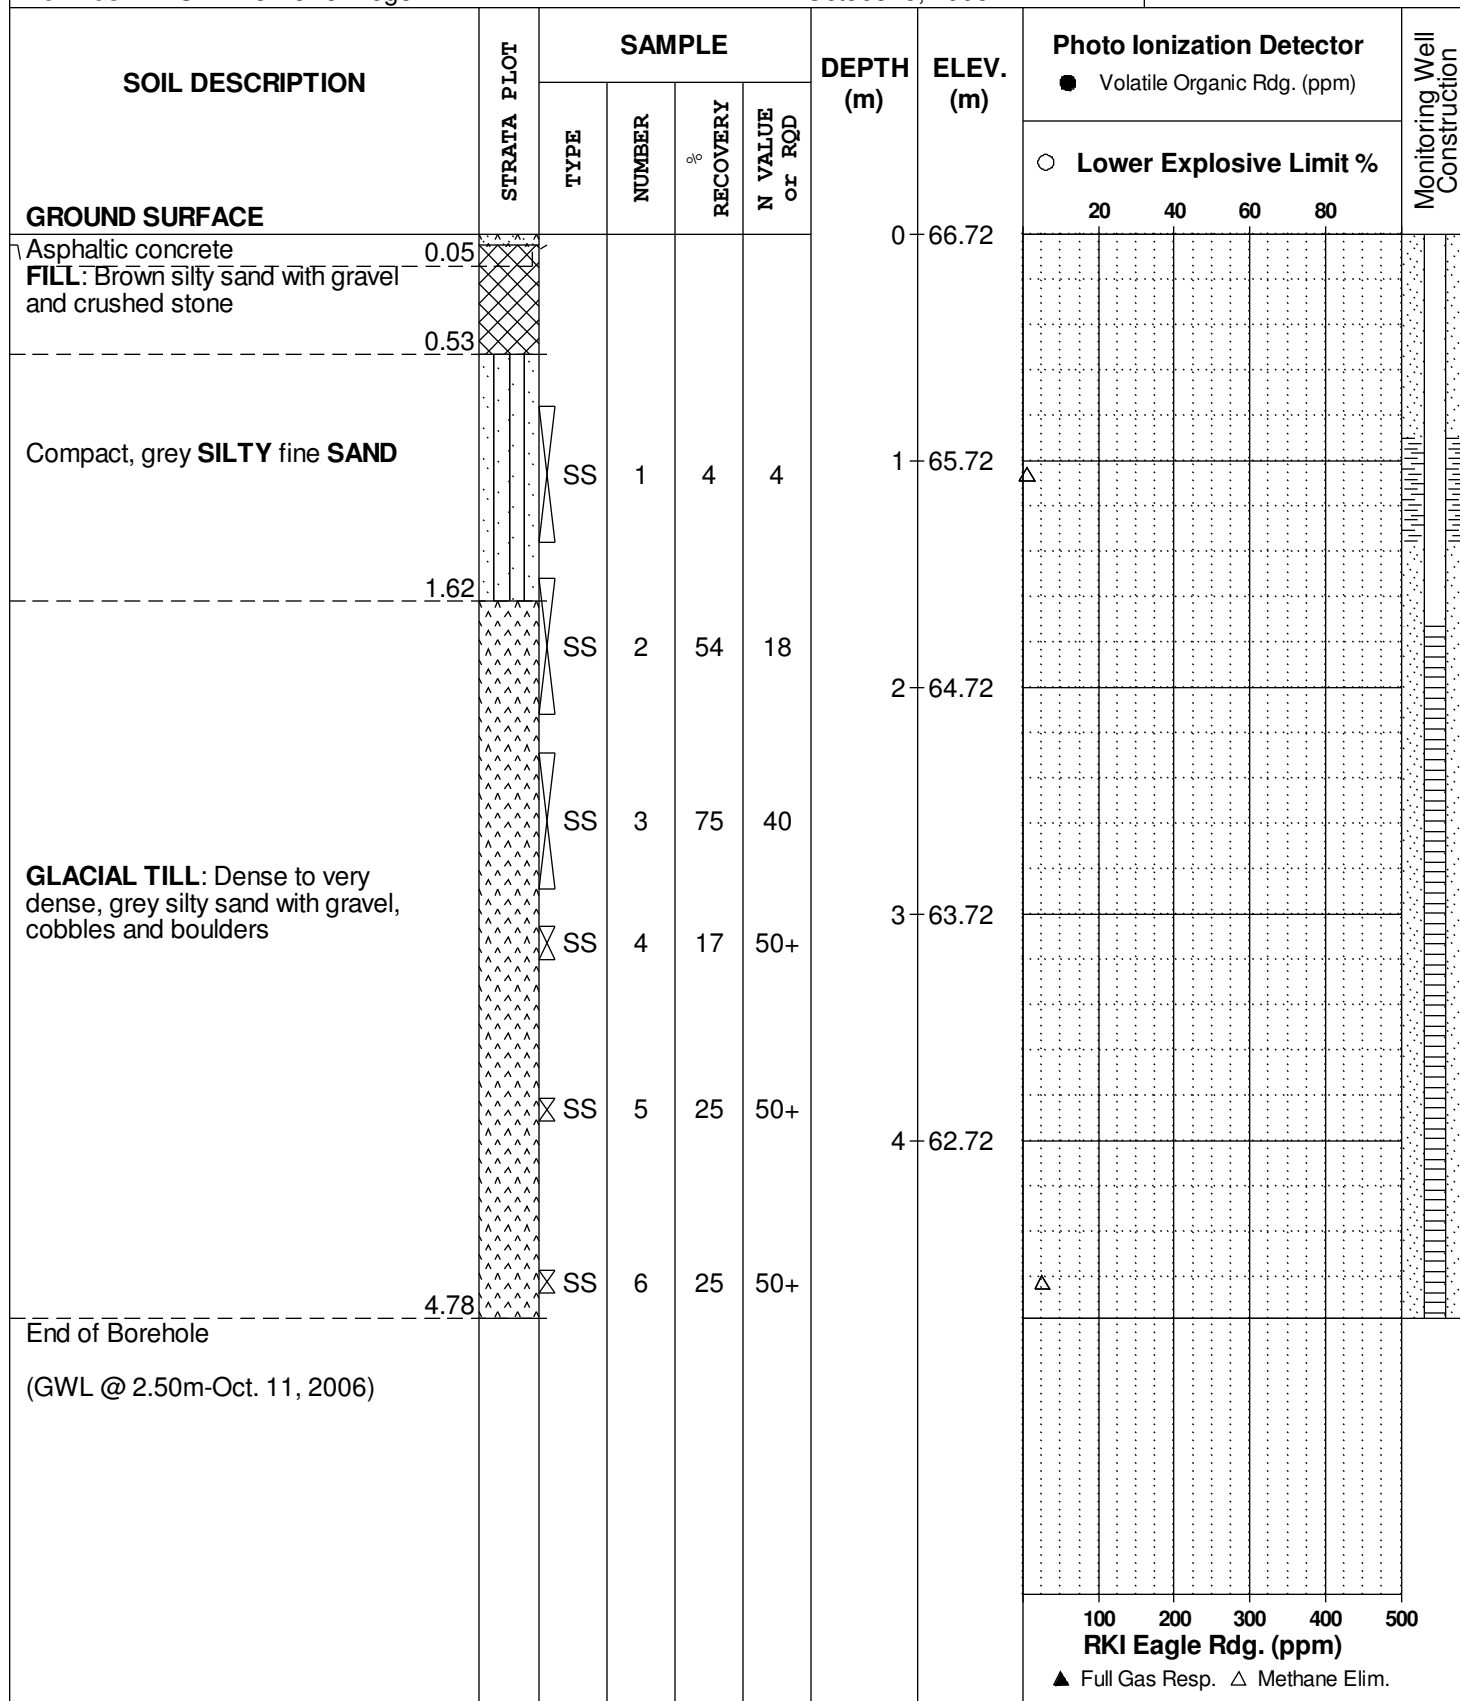 SOIL DESCRIPTION
GROUND SURFACE
STRATA PLOT
SAMPLE
TYPE
NUMBER
% RECOVERY
N VALUE or RQD
DEPTH (m)
ELEV. (m)
Photo Ionization Detector
● Volatile Organic Rdg. (ppm)
○ Lower Explosive Limit %
20 40 60 80
Monitoring Well Construction
0 66.72
Asphaltic concrete 0.05
FILL: Brown silty sand with gravel
and crushed stone
0.53
Compact, grey SILTY fine SAND
1 65.72
SS 1 4 4
1.62
SS 2 54 18
2 64.72
SS 3 75 40
GLACIAL TILL: Dense to very
dense, grey silty sand with gravel,
cobbles and boulders
3 63.72
SS 4 17 50+
SS 5 25 50+
4 62.72
SS 6 25 50+
4.78
End of Borehole
(GWL @ 2.50m-Oct. 11, 2006)
100 200 300 400 500
RKI Eagle Rdg. (ppm)
▲ Full Gas Resp. △ Methane Elim.